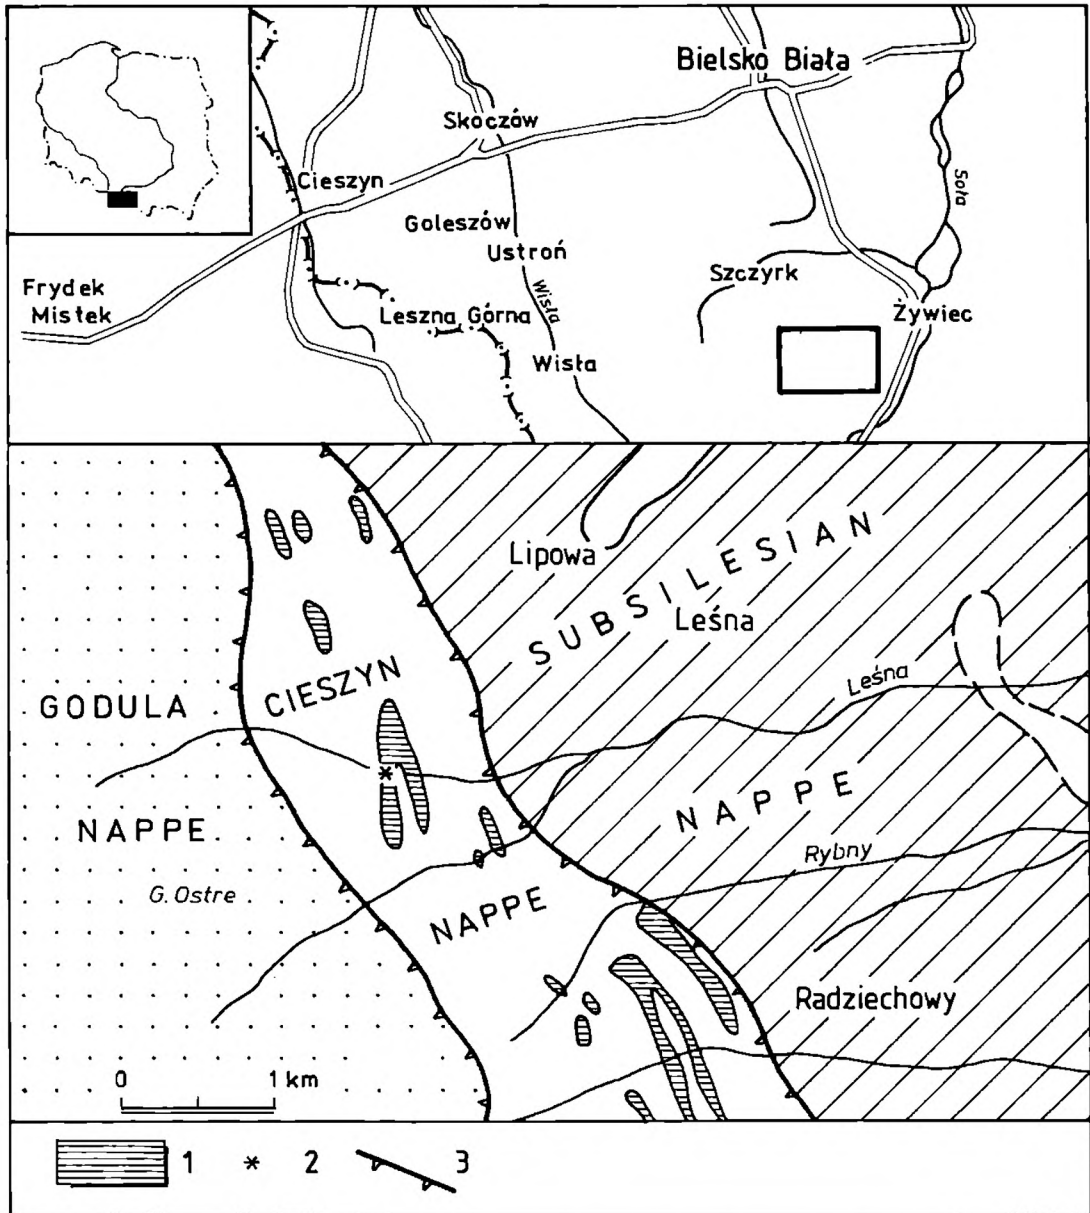 Bielsko Biała
Skoczów
Cieszyn
Goleszów
Ustroń
Soła
Szczyrk
Frydek
Mistek
Leszna Górna
Wisła
Żywiec
Wisła
SUBSILESIAN
Lipowa
Leśna
CIESZYN
Leśna
GODULA
NAPPE
NAPPE
Rybny
G. Ostre
NAPPE
Radziechowy
0 1 km
1 2 3